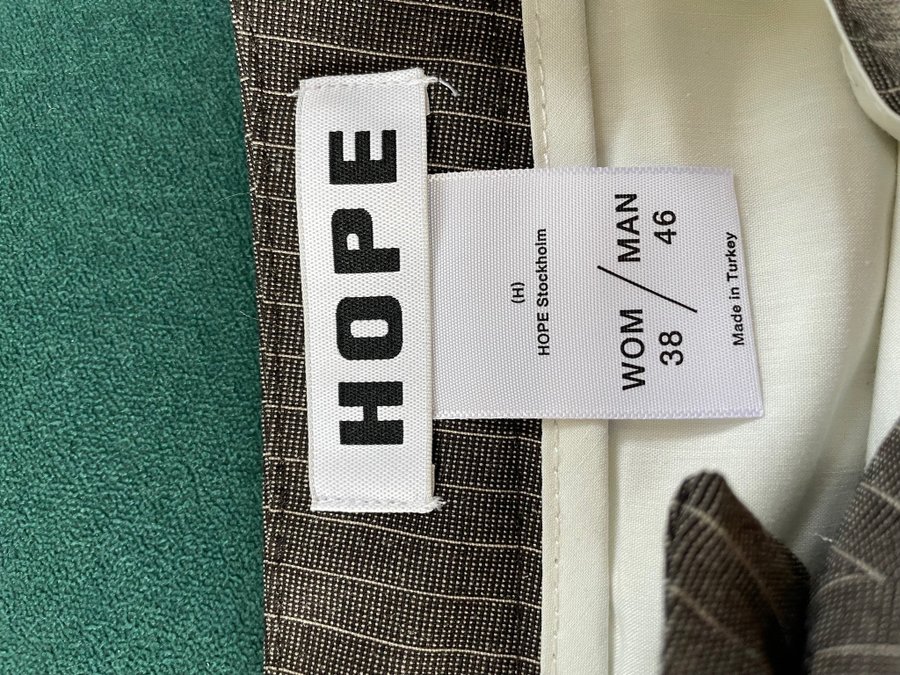 HOPE
(H)
HOPE Stockholm
WOM / MAN
38 / 46
Made in Turkey